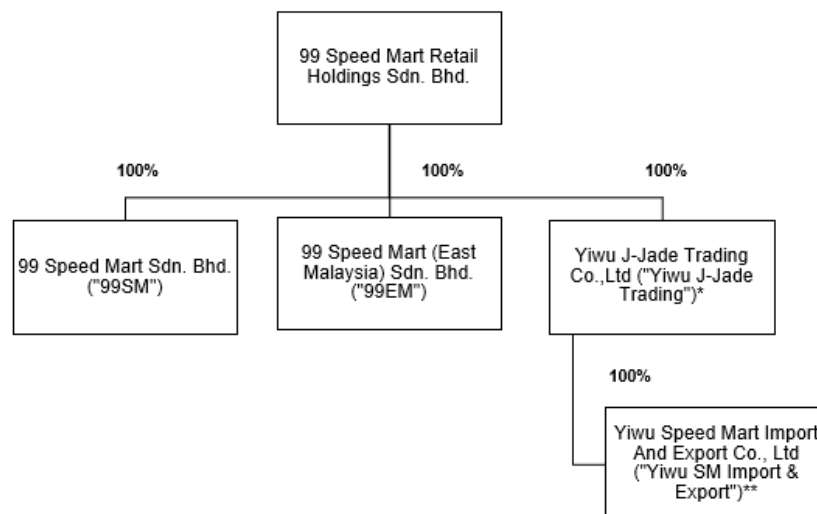 99 Speed Mart Retail
Holdings Sdn. Bhd.
100%
100%
100%
99 Speed Mart Sdn. Bhd.
("99SM")
99 Speed Mart (East
Malaysia) Sdn. Bhd.
("99EM")
Yiwu J-Jade Trading
Co.,Ltd ("Yiwu J-Jade
Trading")*
100%
Yiwu Speed Mart Import
And Export Co., Ltd
("Yiwu SM Import &
Export")**